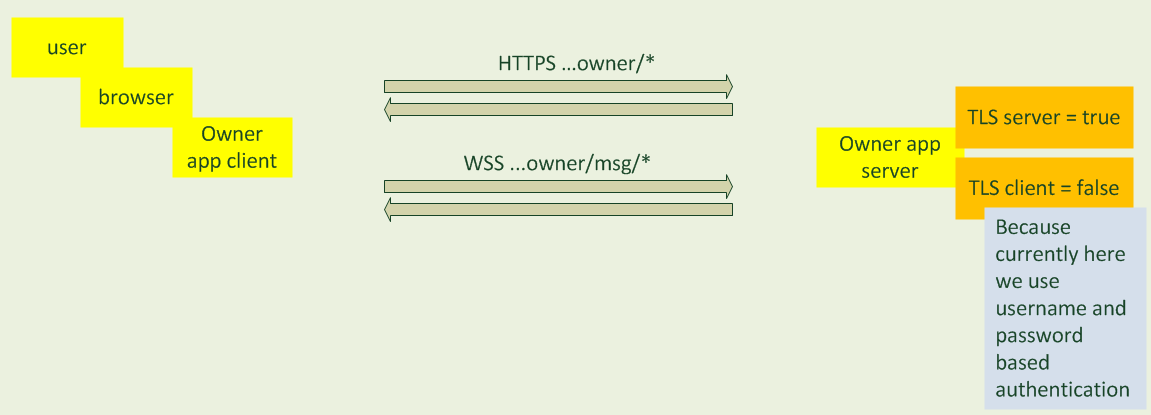 user
browser
Owner
app client
HTTPS ...owner/*
WSS ...owner/msg/*
Owner app
server
TLS server = true
TLS client = false
Because
currently here
we use
username and
password
based
authentication